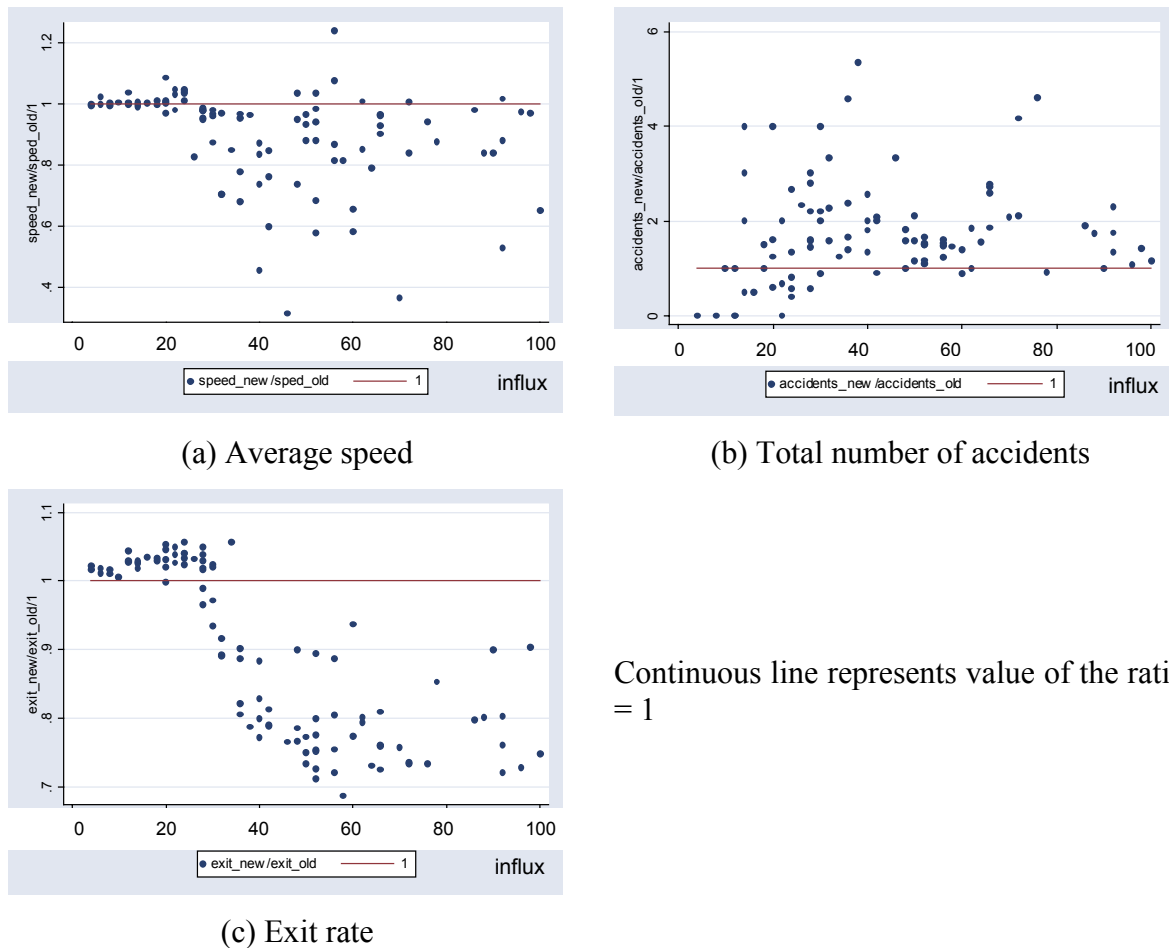 1.2
1
.8
.6
.4
speed_new/sped_old/1
0 20 40 60 80 100
speed_new/sped_old 1
influx
(a) Average speed
6
4
2
0
accidents_new/accidents_old/1
0 20 40 60 80 100
accidents_new/accidents_old 1
influx
(b) Total number of accidents
1.1
1
.9
.8
.7
exit_new/exit_old/1
0 20 40 60 80 100
exit_new/exit_old 1
influx
(c) Exit rate
Continuous line represents value of the rati
= 1